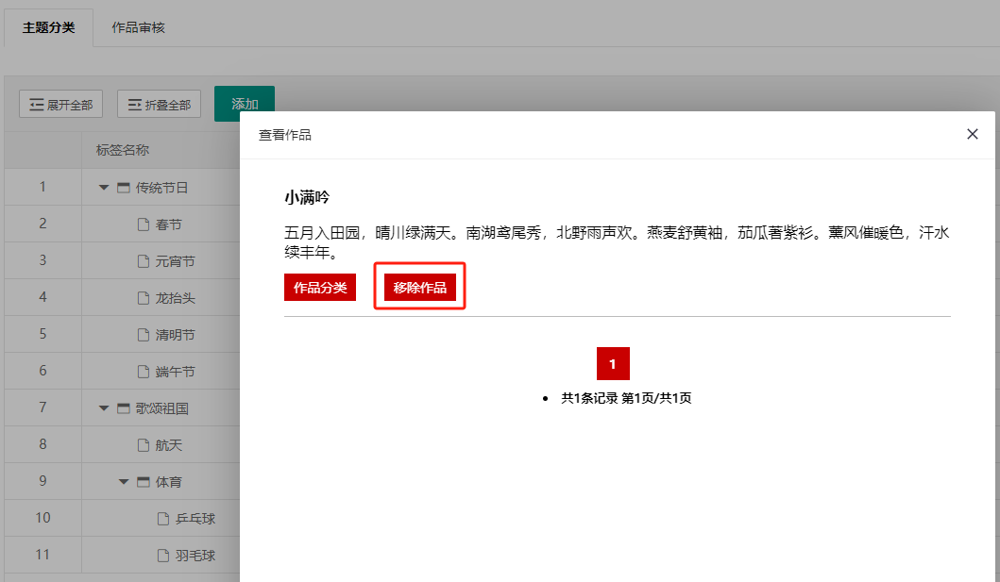 主题分类 作品审核
展开全部 折叠全部 添加
标签名称
1 传统节日
2 春节
3 元宵节
4 龙抬头
5 清明节
6 端午节
7 歌颂祖国
8 航天
9 体育
10 乒乓球
11 羽毛球
查看作品
小满吟
五月入田园，晴川绿满天。南湖鸢尾秀，北野雨声欢。燕麦舒黄袖，茄瓜著紫衫。薰风催暖色，汗水
续丰年。
作品分类 移除作品
1
• 共1条记录 第1页/共1页